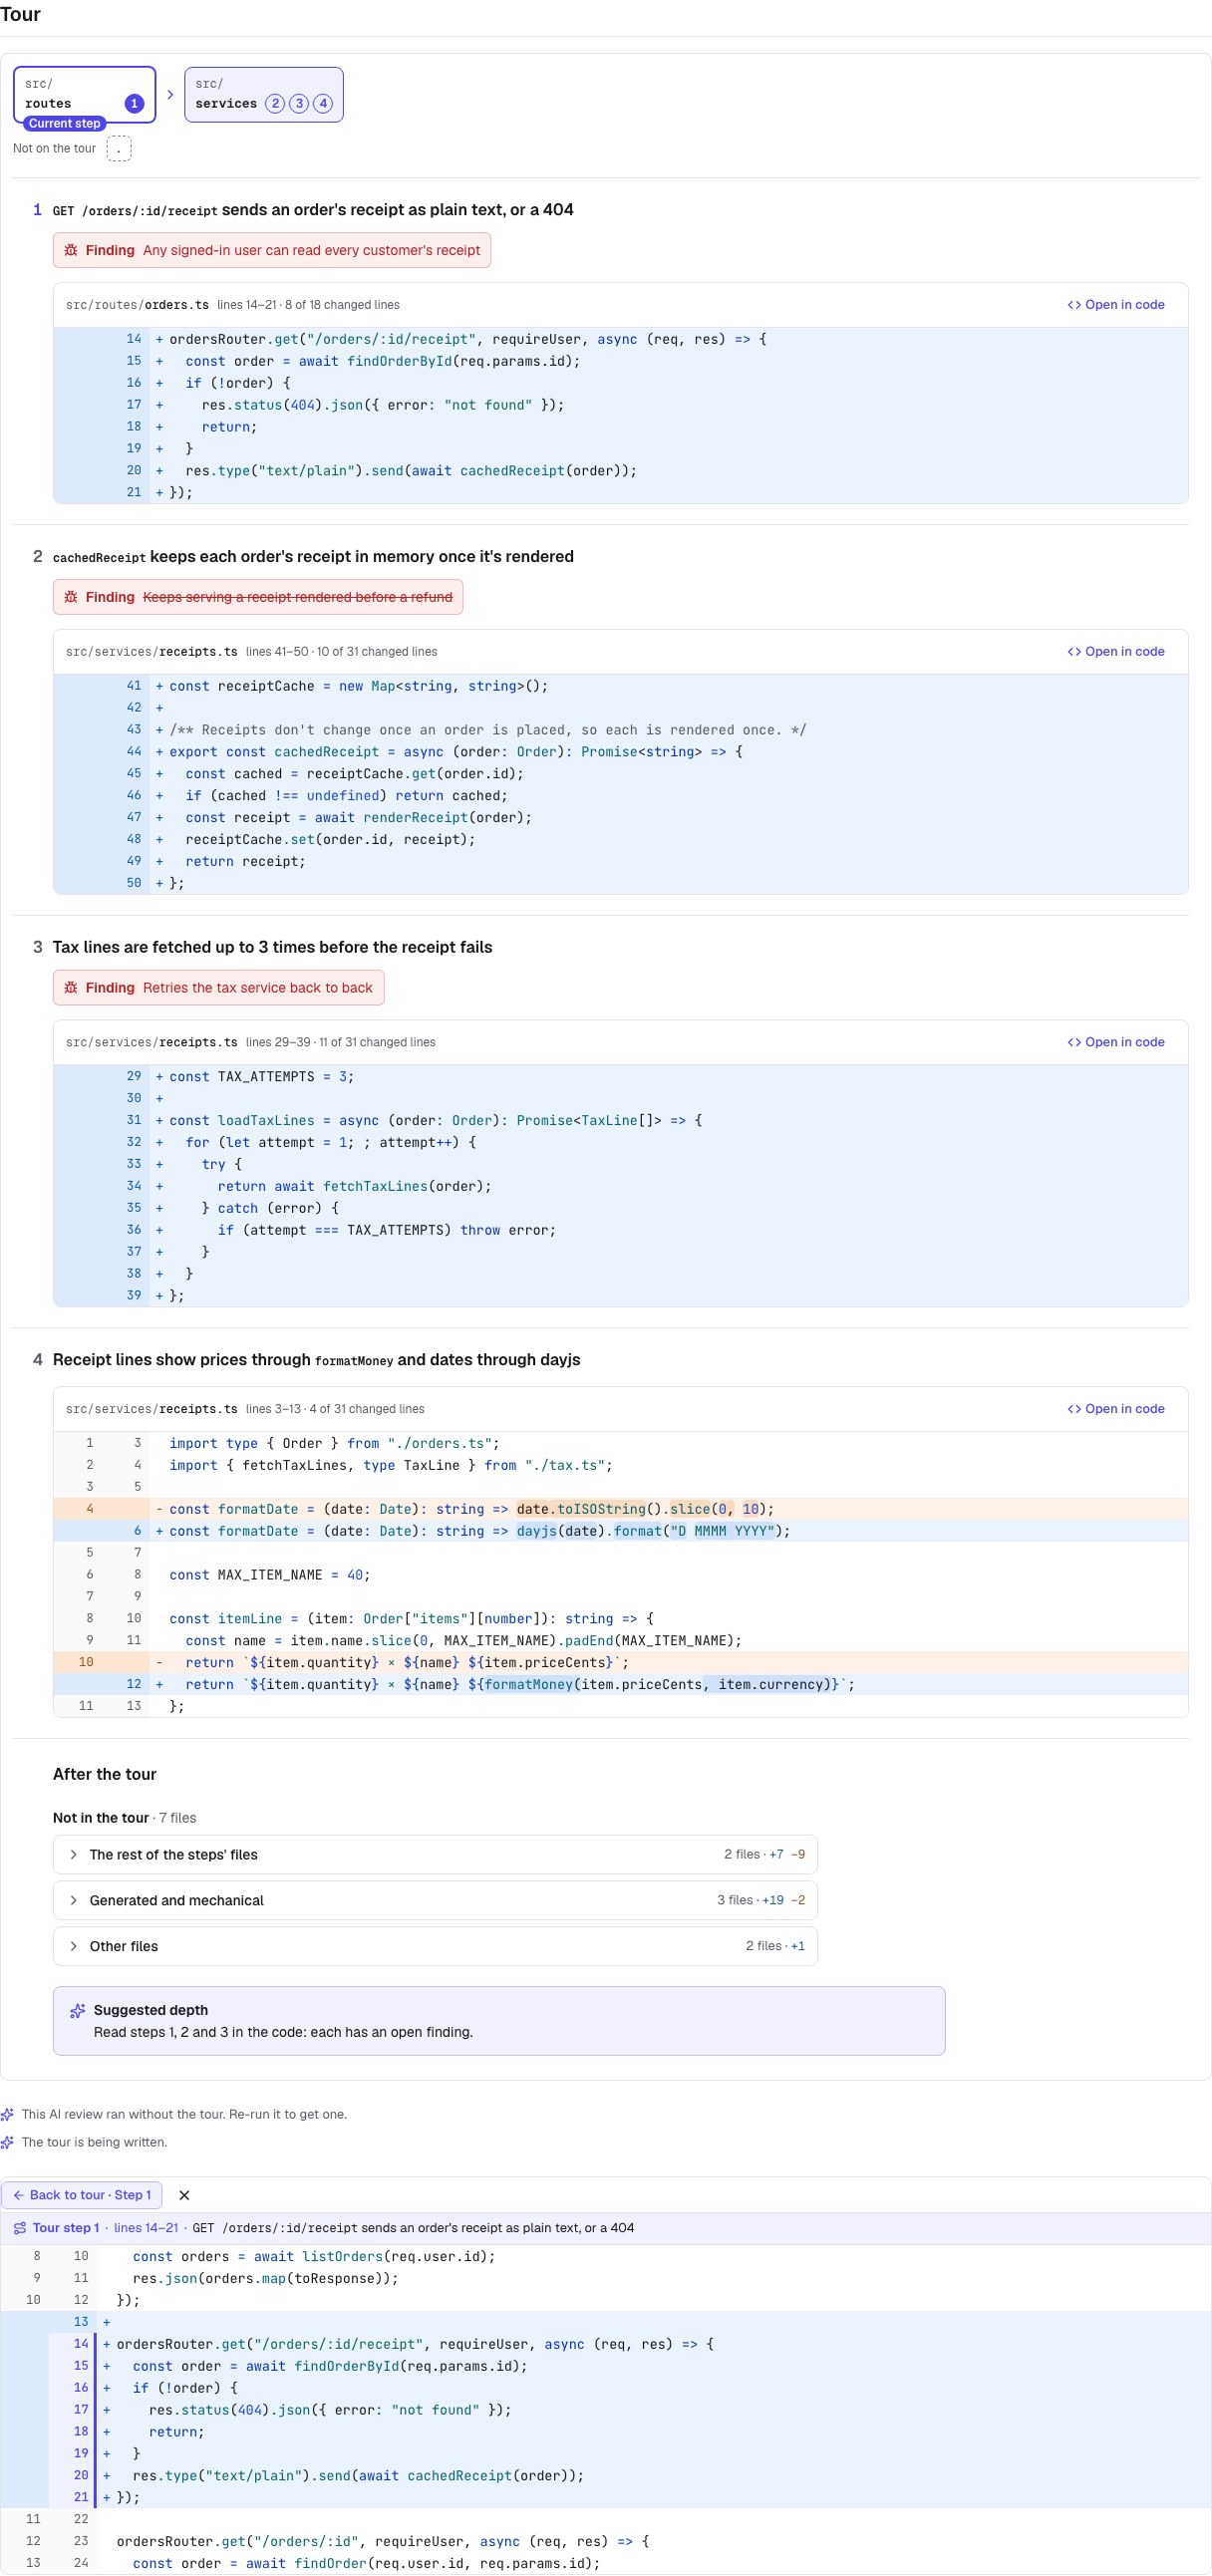 Tour
src/
routes 1
Current step
src/
services 2 3 4
Not on the tour .
1 GET /orders/:id/receipt sends an order's receipt as plain text, or a 404
Finding Any signed-in user can read every customer's receipt
src/routes/orders.ts lines 14–21 · 8 of 18 changed lines <> Open in code
14 + ordersRouter.get("/orders/:id/receipt", requireUser, async (req, res) => {
15 +   const order = await findOrderById(req.params.id);
16 +   if (!order) {
17 +     res.status(404).json({ error: "not found" });
18 +     return;
19 +   }
20 +   res.type("text/plain").send(await cachedReceipt(order));
21 + });
2 cachedReceipt keeps each order's receipt in memory once it's rendered
Finding Keeps serving a receipt rendered before a refund
src/services/receipts.ts lines 41–50 · 10 of 31 changed lines <> Open in code
41 + const receiptCache = new Map<string, string>();
42 +
43 + /** Receipts don't change once an order is placed, so each is rendered once. */
44 + export const cachedReceipt = async (order: Order): Promise<string> => {
45 +   const cached = receiptCache.get(order.id);
46 +   if (cached !== undefined) return cached;
47 +   const receipt = await renderReceipt(order);
48 +   receiptCache.set(order.id, receipt);
49 +   return receipt;
50 + };
3 Tax lines are fetched up to 3 times before the receipt fails
Finding Retries the tax service back to back
src/services/receipts.ts lines 29–39 · 11 of 31 changed lines <> Open in code
29 + const TAX_ATTEMPTS = 3;
30 +
31 + const loadTaxLines = async (order: Order): Promise<TaxLine[]> => {
32 +   for (let attempt = 1; ; attempt++) {
33 +     try {
34 +       return await fetchTaxLines(order);
35 +     } catch (error) {
36 +       if (attempt === TAX_ATTEMPTS) throw error;
37 +     }
38 +   }
39 + };
4 Receipt lines show prices through formatMoney and dates through dayjs
src/services/receipts.ts lines 3–13 · 4 of 31 changed lines <> Open in code
1 3 import type { Order } from "./orders.ts";
2 4 import { fetchTaxLines, type TaxLine } from "./tax.ts";
3 5
4 - const formatDate = (date: Date): string => date.toISOString().slice(0, 10);
6 + const formatDate = (date: Date): string => dayjs(date).format("D MMMM YYYY");
5 7
6 8 const MAX_ITEM_NAME = 40;
7 9
8 10 const itemLine = (item: Order["items"][number]): string => {
9 11   const name = item.name.slice(0, MAX_ITEM_NAME).padEnd(MAX_ITEM_NAME);
10 -   return `${item.quantity} × ${name} ${item.priceCents}`;
12 +   return `${item.quantity} × ${name} ${formatMoney(item.priceCents, item.currency)}`;
11 13 };
After the tour
Not in the tour · 7 files
The rest of the steps' files 2 files · +7 −9
Generated and mechanical 3 files · +19 −2
Other files 2 files · +1
Suggested depth
Read steps 1, 2 and 3 in the code: each has an open finding.
This AI review ran without the tour. Re-run it to get one.
The tour is being written.
← Back to tour · Step 1 ×
Tour step 1 · lines 14–21 · GET /orders/:id/receipt sends an order's receipt as plain text, or a 404
8 10   const orders = await listOrders(req.user.id);
9 11   res.json(orders.map(toResponse));
10 12 });
13 +
14 + ordersRouter.get("/orders/:id/receipt", requireUser, async (req, res) => {
15 +   const order = await findOrderById(req.params.id);
16 +   if (!order) {
17 +     res.status(404).json({ error: "not found" });
18 +     return;
19 +   }
20 +   res.type("text/plain").send(await cachedReceipt(order));
21 + });
11 22
12 23 ordersRouter.get("/orders/:id", requireUser, async (req, res) => {
13 24   const order = await findOrder(req.user.id, req.params.id);